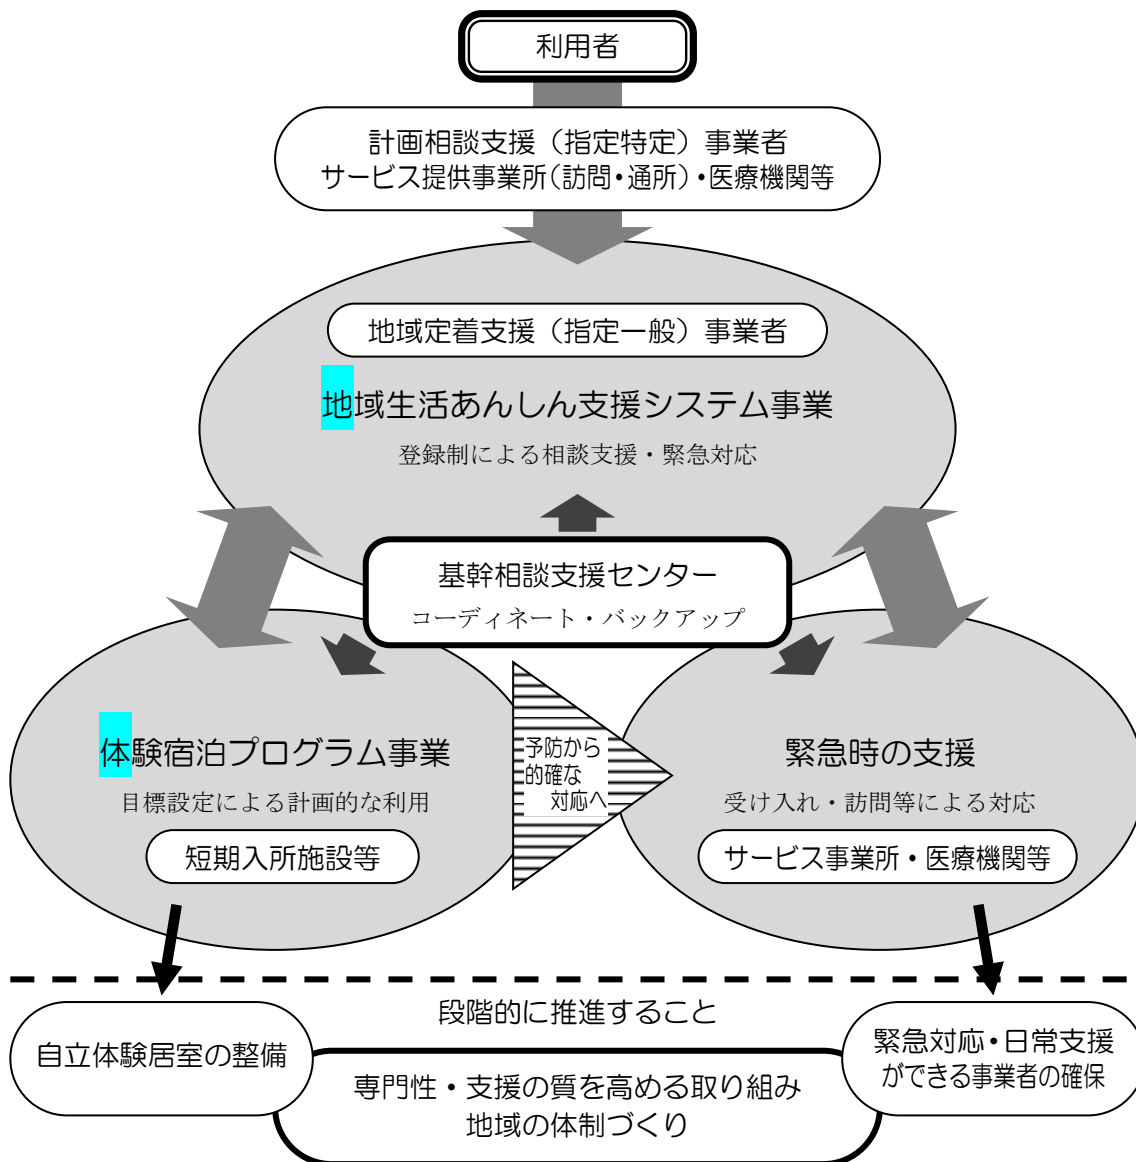 利用者
計画相談支援（指定特定）事業者
サービス提供事業所（訪問・通所）・医療機関等
地域定着支援（指定一般）事業者
地域生活あんしん支援システム事業
登録制による相談支援・緊急対応
基幹相談支援センター
コーディネート・バックアップ
体験宿泊プログラム事業
目標設定による計画的な利用
短期入所施設等
予防から
的確な
対応へ
緊急時の支援
受け入れ・訪問等による対応
サービス事業所・医療機関等
段階的に推進すること
自立体験居室の整備
専門性・支援の質を高める取り組み
地域の体制づくり
緊急対応・日常支援
ができる事業者の確保